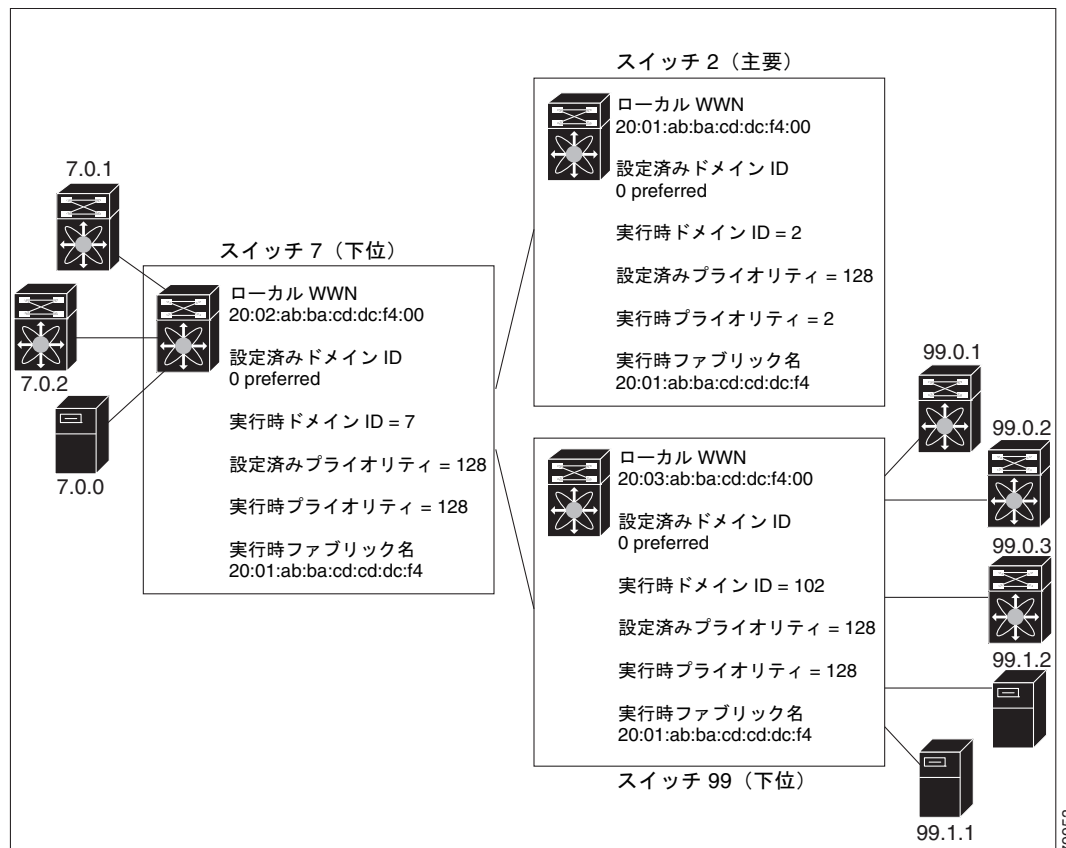 スイッチ 2（主要）
ローカル WWN
20:01:ab:ba:cd:dc:f4:00
設定済みドメイン ID
0 preferred
実行時ドメイン ID = 2
設定済みプライオリティ = 128
実行時プライオリティ = 2
実行時ファブリック名
20:01:ab:ba:cd:cd:dc:f4
7.0.1
7.0.2
7.0.0
スイッチ 7（下位）
ローカル WWN
20:02:ab:ba:cd:dc:f4:00
設定済みドメイン ID
0 preferred
実行時ドメイン ID = 7
設定済みプライオリティ = 128
実行時プライオリティ = 128
実行時ファブリック名
20:01:ab:ba:cd:cd:dc:f4
ローカル WWN
20:03:ab:ba:cd:dc:f4:00
設定済みドメイン ID
0 preferred
実行時ドメイン ID = 102
設定済みプライオリティ = 128
実行時プライオリティ = 128
実行時ファブリック名
20:01:ab:ba:cd:cd:dc:f4
スイッチ 99（下位）
99.0.1
99.0.2
99.0.3
99.1.2
99.1.1